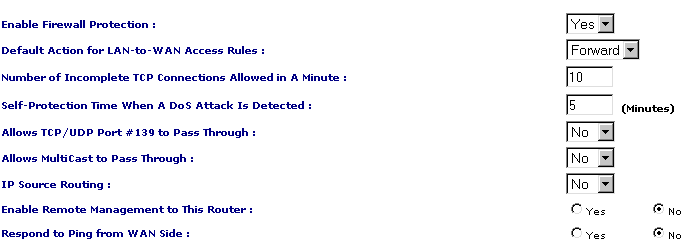 Enable Firewall Protection : Yes
Default Action for LAN-to-WAN Access Rules : Forward
Number of Incomplete TCP Connections Allowed in A Minute : 10
Self-Protection Time When A DoS Attack Is Detected : 5 (Minutes)
Allows TCP/UDP Port #139 to Pass Through : No
Allows MultiCast to Pass Through : No
IP Source Routing : No
Enable Remote Management to This Router : Yes No
Respond to Ping from WAN Side : Yes No